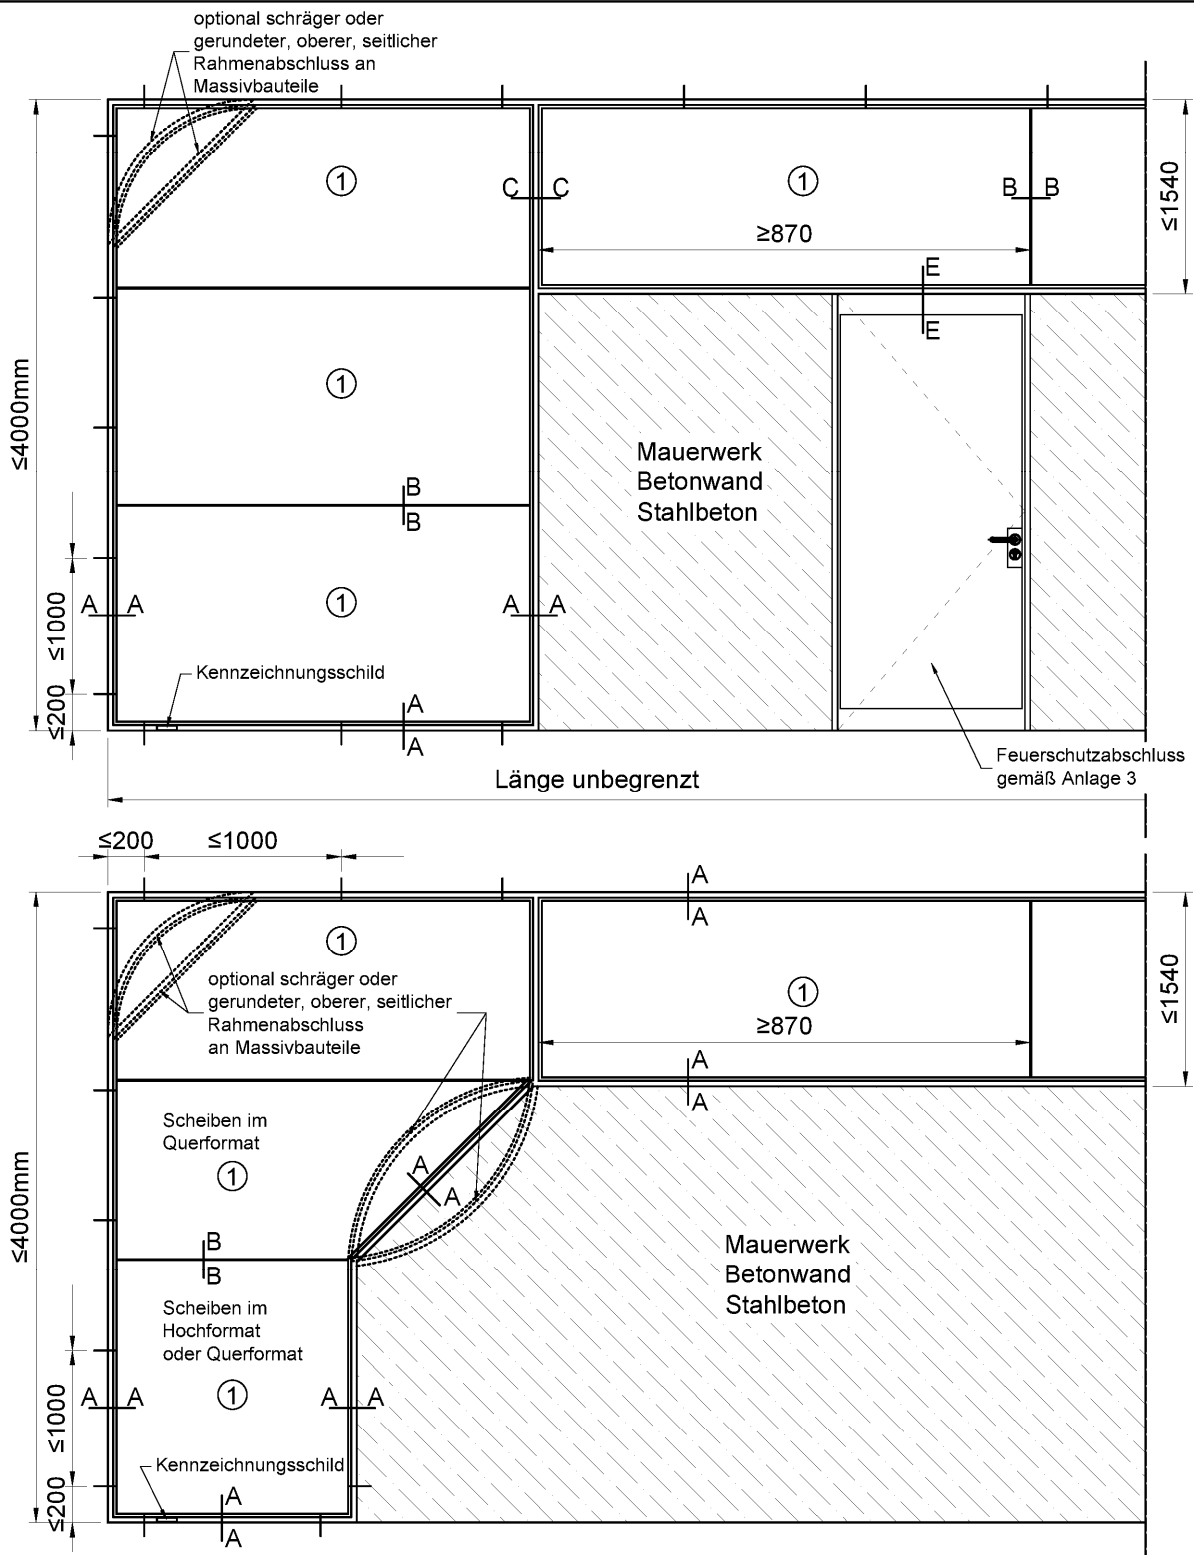 optional schräger oder
gerundeter, oberer, seitlicher
Rahmenabschluss an
Massivbauteile
1
C C
1
B B
≥870
≤1540
E
E
≤4000mm
1
Mauerwerk
Betonwand
Stahlbeton
B
B
A A
1
A A
≤1000
Kennzeichnungsschild
≤200
A
A
Feuerschutzabschluss
gemäß Anlage 3
Länge unbegrenzt
≤200
≤1000
A
A
1
optional schräger oder
gerundeter, oberer, seitlicher
Rahmenabschluss
an Massivbauteile
1
≥870
≤1540
A
A
Scheiben im
Querformat
1
A
A
≤4000mm
B
B
Mauerwerk
Betonwand
Stahlbeton
Scheiben im
Hochformat
oder Querformat
A A
1
A A
≤1000
Kennzeichnungsschild
≤200
A
A